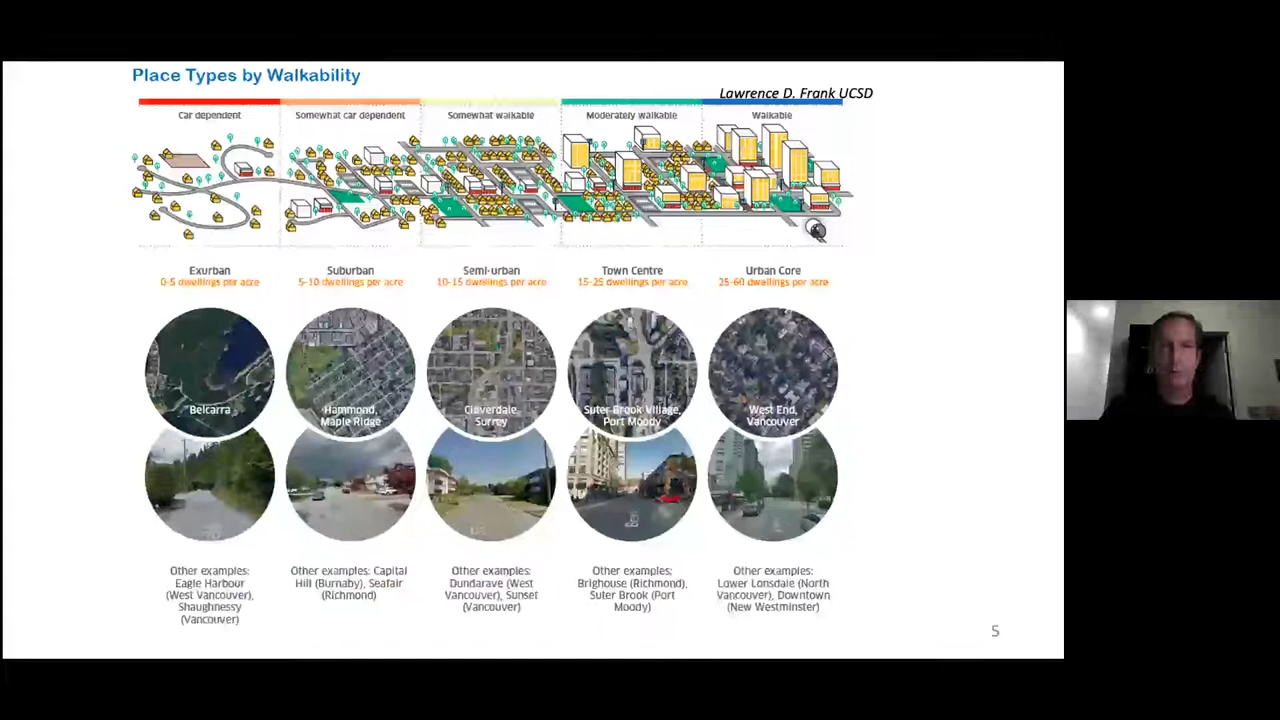 Place Types by Walkability
Lawrence D. Frank UCSD
Car dependent
Somewhat car dependent
Somewhat walkable
Moderately walkable
Walkable
Exurban
0-5 dwellings per acre
Suburban
5-10 dwellings per acre
Semi-urban
10-15 dwellings per acre
Town Centre
15-25 dwellings per acre
Urban Core
25-60 dwellings per acre
Belcarra
Hammond,
Maple Ridge
Cloverdale,
Surrey
Suter Brook Village,
Port Moody
West End,
Vancouver
Other examples:
Eagle Harbour
(West Vancouver),
Shaughnessy
(Vancouver)
Other examples: Capital
Hill (Burnaby), Seafair
(Richmond)
Other examples:
Dundarave (West
Vancouver), Sunset
(Vancouver)
Other examples:
Brighouse (Richmond),
Suter Brook (Port
Moody)
Other examples:
Lower Lonsdale (North
Vancouver), Downtown
(New Westminster)
5